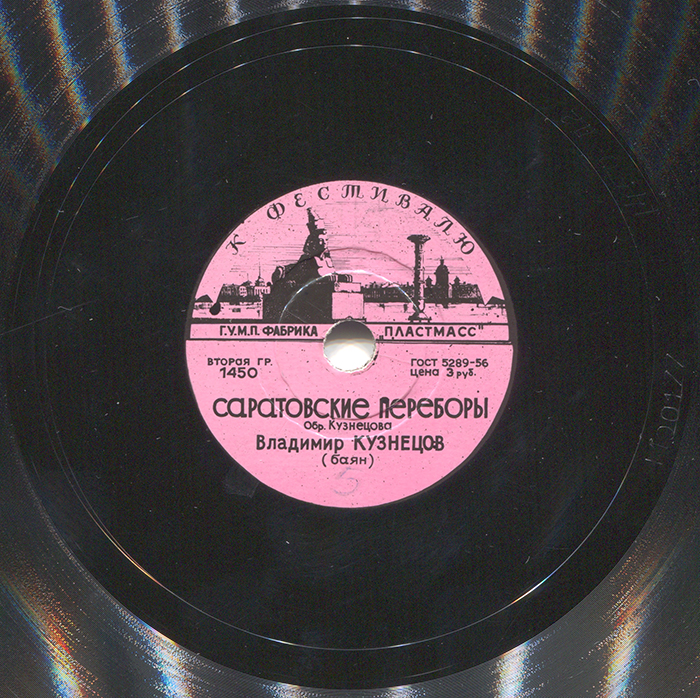 К ФЕСТИВАЛЮ
Г.У.М.П. ФАБРИКА „ПЛАСТМАСС"
ВТОРАЯ ГР.
1450
ГОСТ 5289-56
ЦЕНА 3 руб.
САРАТОВСКИЕ ПЕРЕБОРЫ
Обр. Кузнецова
Владимир КУЗНЕЦОВ
(баян)